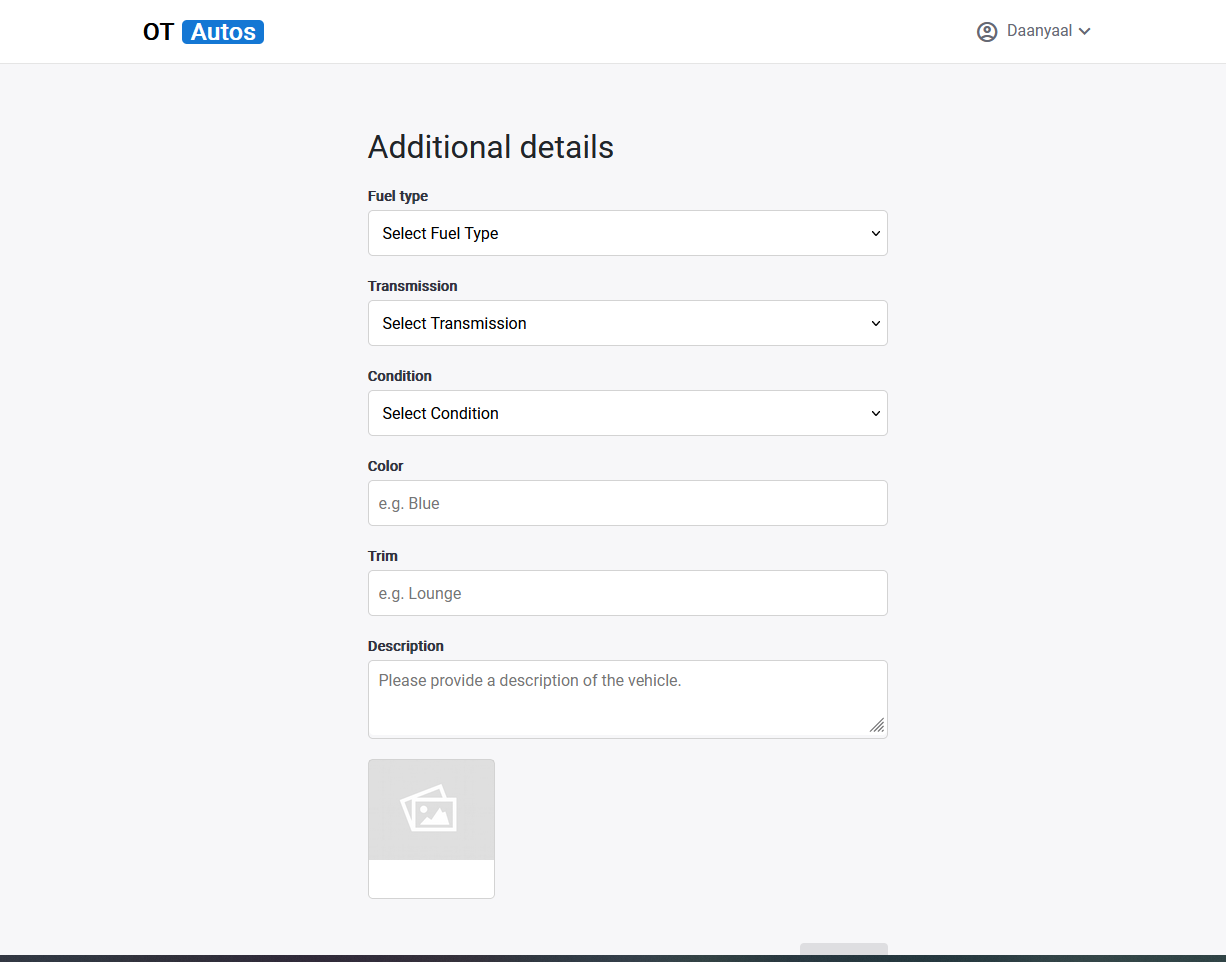 OT Autos
Daanyaal
Additional details
Fuel type
Select Fuel Type
Transmission
Select Transmission
Condition
Select Condition
Color
e.g. Blue
Trim
e.g. Lounge
Description
Please provide a description of the vehicle.